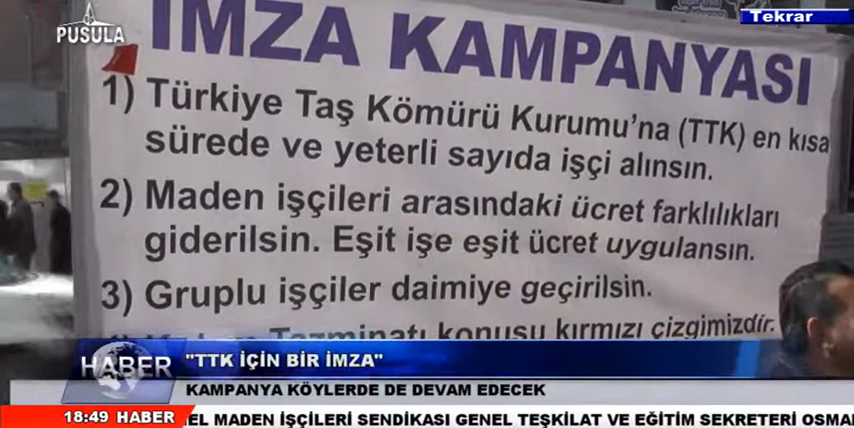 PUSULA
Tekrar
İMZA KAMPANYASI
1) Türkiye Taş Kömürü Kurumu'na (TTK) en kısa
sürede ve yeterli sayıda işçi alınsın.
2) Maden işçileri arasındaki ücret farklılıkları
giderilsin. Eşit işe eşit ücret uygulansın.
3) Gruplu işçiler daimiye geçirilsin.
Tazminatı konusu kırmızı çizgimizdir.
HABER
"TTK İÇİN BİR İMZA"
KAMPANYA KÖYLERDE DE DEVAM EDECEK
18:49 HABER
MADEN İŞÇİLERİ SENDİKASI GENEL TEŞKİLAT VE EĞİTİM SEKRETERİ